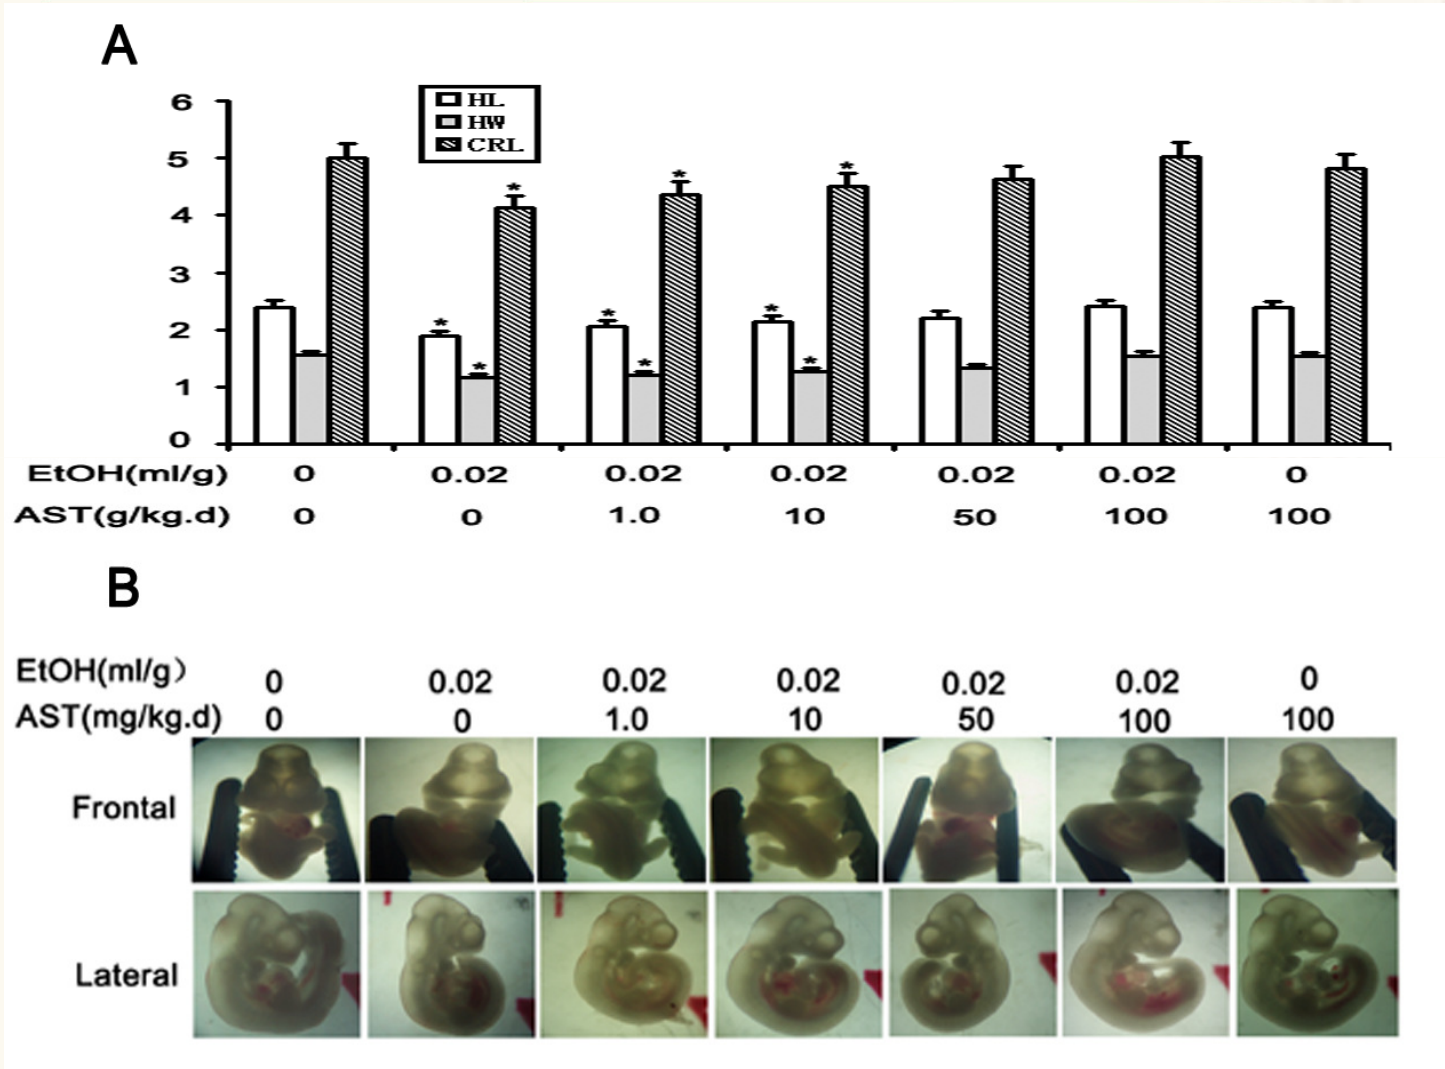 A
6
5
4
3
2
1
0
HL
HW
CRL
* * * * * * * * *
EtOH(ml/g) 0 0.02 0.02 0.02 0.02 0.02 0
AST(g/kg.d) 0 0 1.0 10 50 100 100
B
EtOH(ml/g) 0 0.02 0.02 0.02 0.02 0.02 0
AST(mg/kg.d) 0 0 1.0 10 50 100 100
Frontal
Lateral